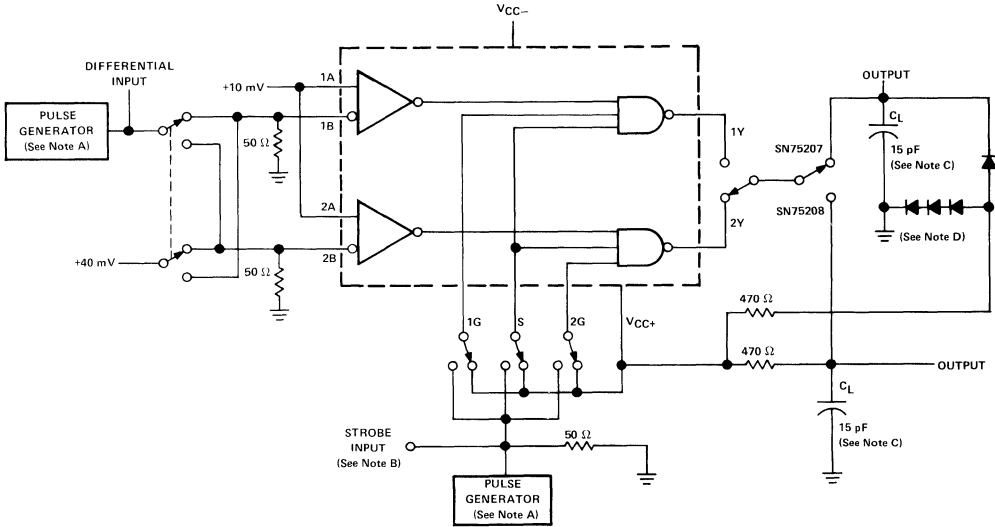 VCC−
DIFFERENTIAL
INPUT
PULSE
GENERATOR
(See Note A)
+10 mV
1A
1B
50 Ω
2A
2B
+40 mV
50 Ω
1Y
2Y
SN75207
SN75208
OUTPUT
CL
15 pF
(See Note C)
(See Note D)
470 Ω
470 Ω
OUTPUT
CL
15 pF
(See Note C)
1G
S
2G
VCC+
STROBE
INPUT
(See Note B)
50 Ω
PULSE
GENERATOR
(See Note A)